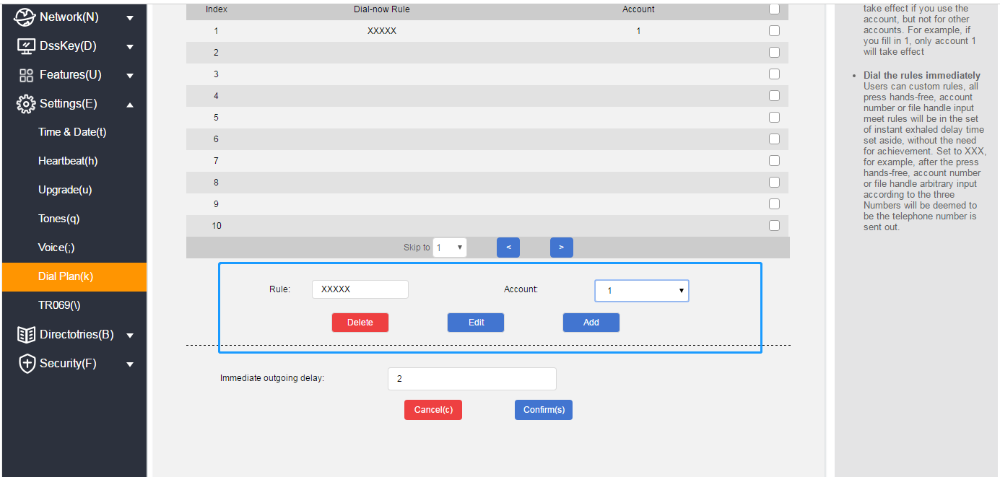 Network(N)
DssKey(D)
Features(U)
Settings(E)
Time & Date(t)
Heartbeat(h)
Upgrade(u)
Tones(q)
Voice(;)
Dial Plan(k)
TR069(\)
Directotries(B)
Security(F)
Index Dial-now Rule Account
1 XXXXX 1
2
3
4
5
6
7
8
9
10
Skip to 1 < >
Rule: XXXXX Account: 1
Delete Edit Add
Immediate outgoing delay: 2
Cancel(c) Confirm(s)
take effect if you use the
account, but not for other
accounts. For example, if
you fill in 1, only account 1
will take effect
• Dial the rules immediately
Users can custom rules, all
press hands-free, account
number or file handle input
meet rules will be in the set
of instant exhaled delay time
set aside, without the need
for achievement. Set to XXX,
for example, after the press
hands-free, account number
or file handle arbitrary input
according to the three
Numbers will be deemed to
be the telephone number is
sent out.